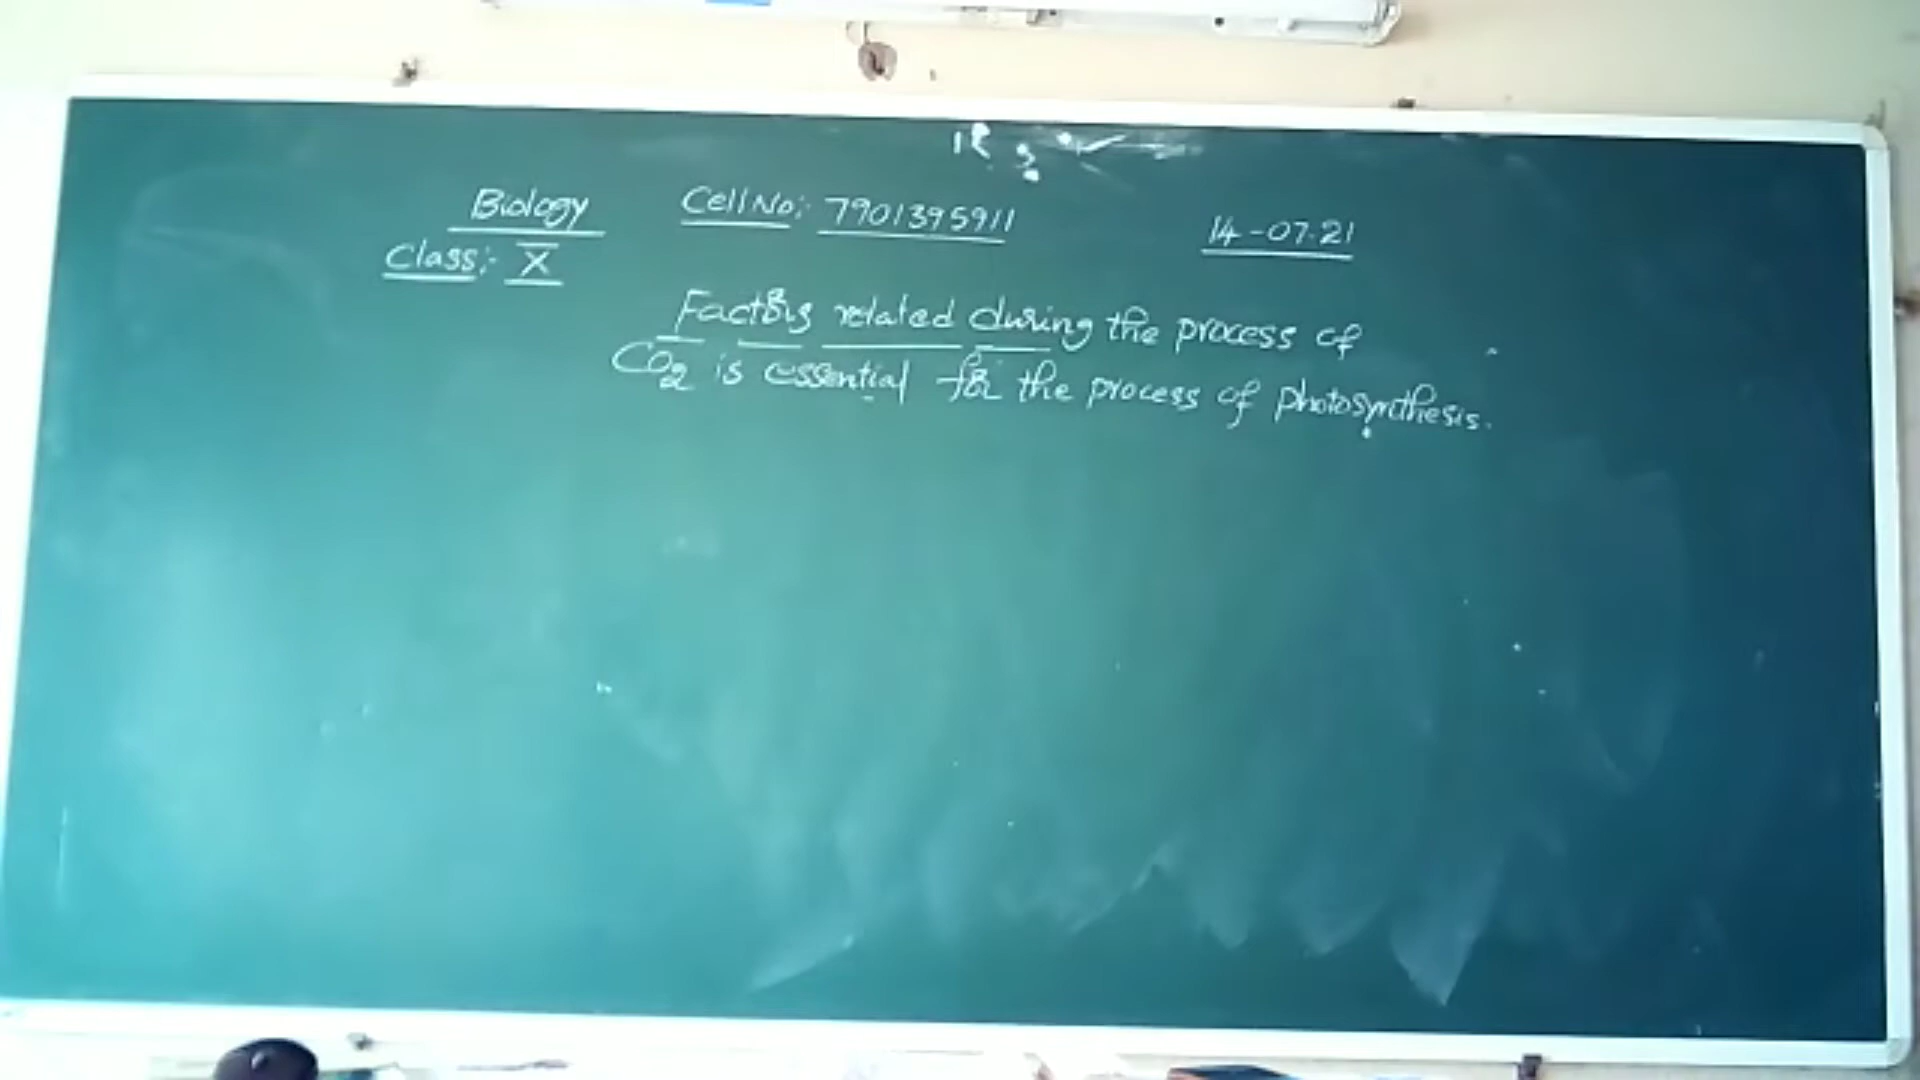 Biology Cell No:- 7901395911 14-07-21
Class:- X
Factors related during the process of
CO2 is essential for the process of photosynthesis.